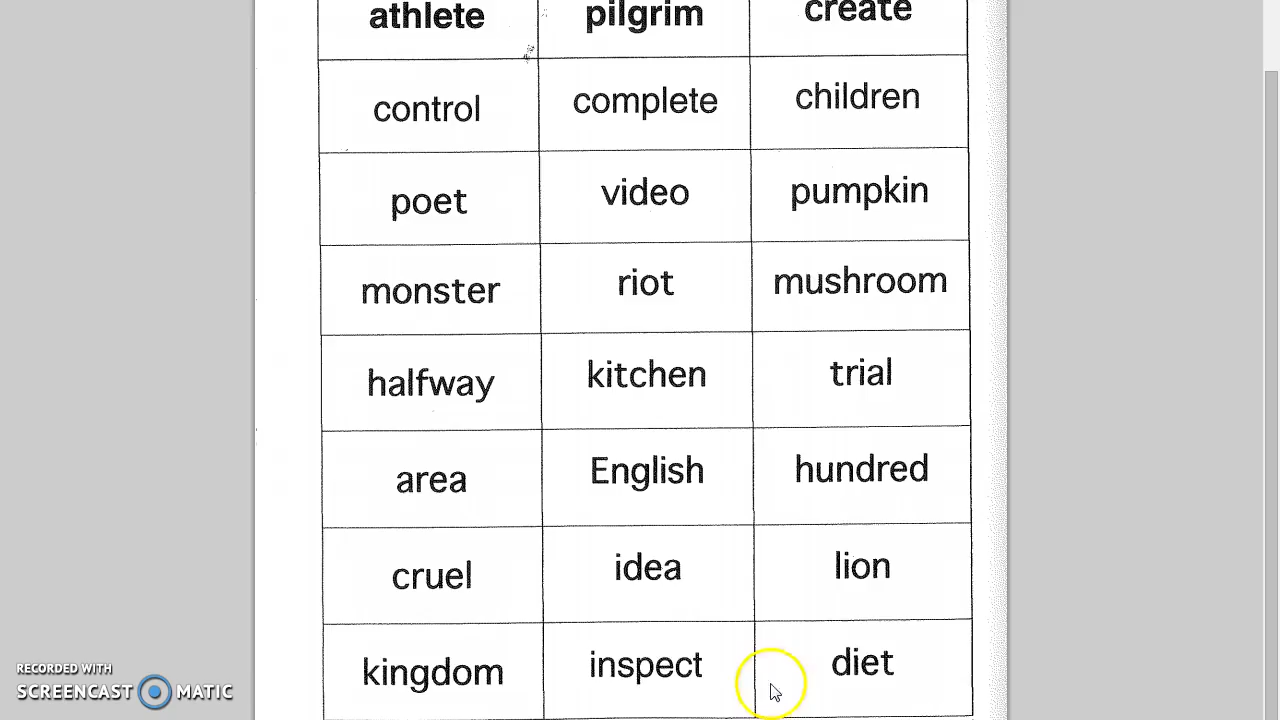 athlete pilgrim create
control complete children
poet video pumpkin
monster riot mushroom
halfway kitchen trial
area English hundred
cruel idea lion
kingdom inspect diet
RECORDED WITH
SCREENCAST MATIC